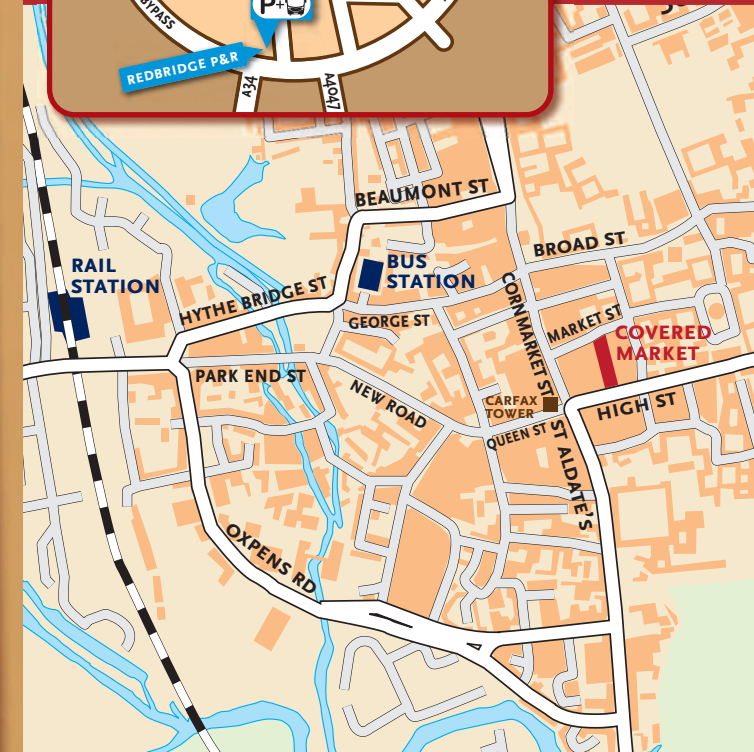 BYPASS
P+
REDBRIDGE P&R
A34
A4047
BEAUMONT ST
BROAD ST
BUS
STATION
RAIL
STATION
HYTHE BRIDGE ST
GEORGE ST
CORNMARKET ST
MARKET ST
COVERED
MARKET
PARK END ST
NEW ROAD
CARFAX
TOWER
HIGH ST
QUEEN ST
ST ALDATE'S
OXPENS RD